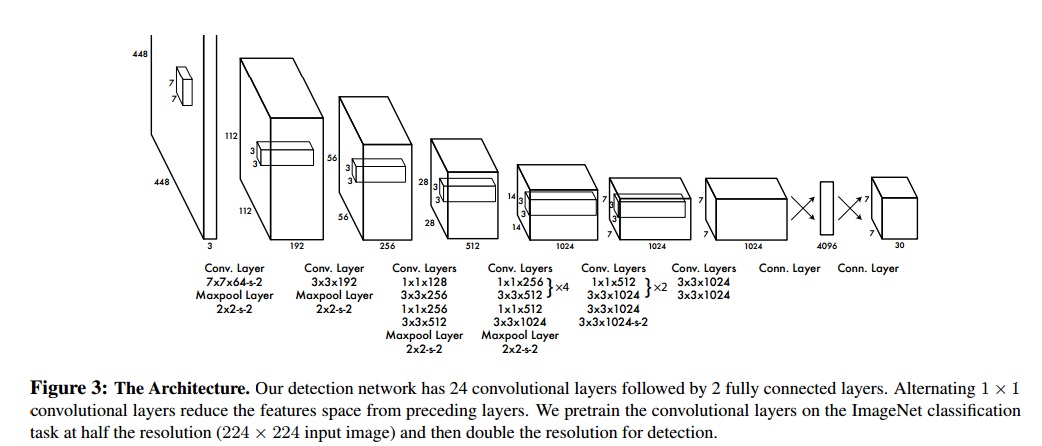 448
7
7
448
3
112
3
3
112
192
56
3
3
56
256
28
3
3
28
512
14
3
3
14
1024
7
3
3
7
1024
7
7
1024
4096
7
7
30
Conv. Layer
7x7x64-s-2
Maxpool Layer
2x2-s-2
Conv. Layer
3x3x192
Maxpool Layer
2x2-s-2
Conv. Layers
1x1x128
3x3x256
1x1x256
3x3x512
Maxpool Layer
2x2-s-2
Conv. Layers
1x1x256
3x3x512
}×4
1x1x512
3x3x1024
Maxpool Layer
2x2-s-2
Conv. Layers
1x1x512
3x3x1024
}×2
3x3x1024
3x3x1024-s-2
Conv. Layers
3x3x1024
3x3x1024
Conn. Layer
Conn. Layer
Figure 3: The Architecture. Our detection network has 24 convolutional layers followed by 2 fully connected layers. Alternating 1 × 1
convolutional layers reduce the features space from preceding layers. We pretrain the convolutional layers on the ImageNet classification
task at half the resolution (224 × 224 input image) and then double the resolution for detection.